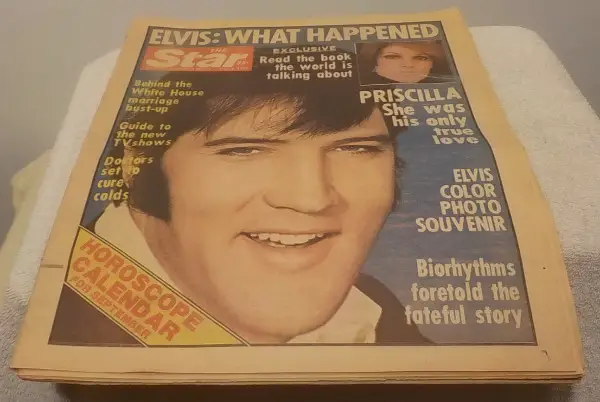 ELVIS: WHAT HAPPENED
THE
Star
EXCLUSIVE
Read the book
the world is
talking about
Behind the
White House
marriage
bust-up
Guide to
the new
TV shows
Doctors
set to
cure
colds
PRISCILLA
She was
his only
true
love
ELVIS
COLOR
PHOTO
SOUVENIR
Biorhythms
foretold the
fateful story
HOROSCOPE
CALENDAR
FOR SEPTEMBER